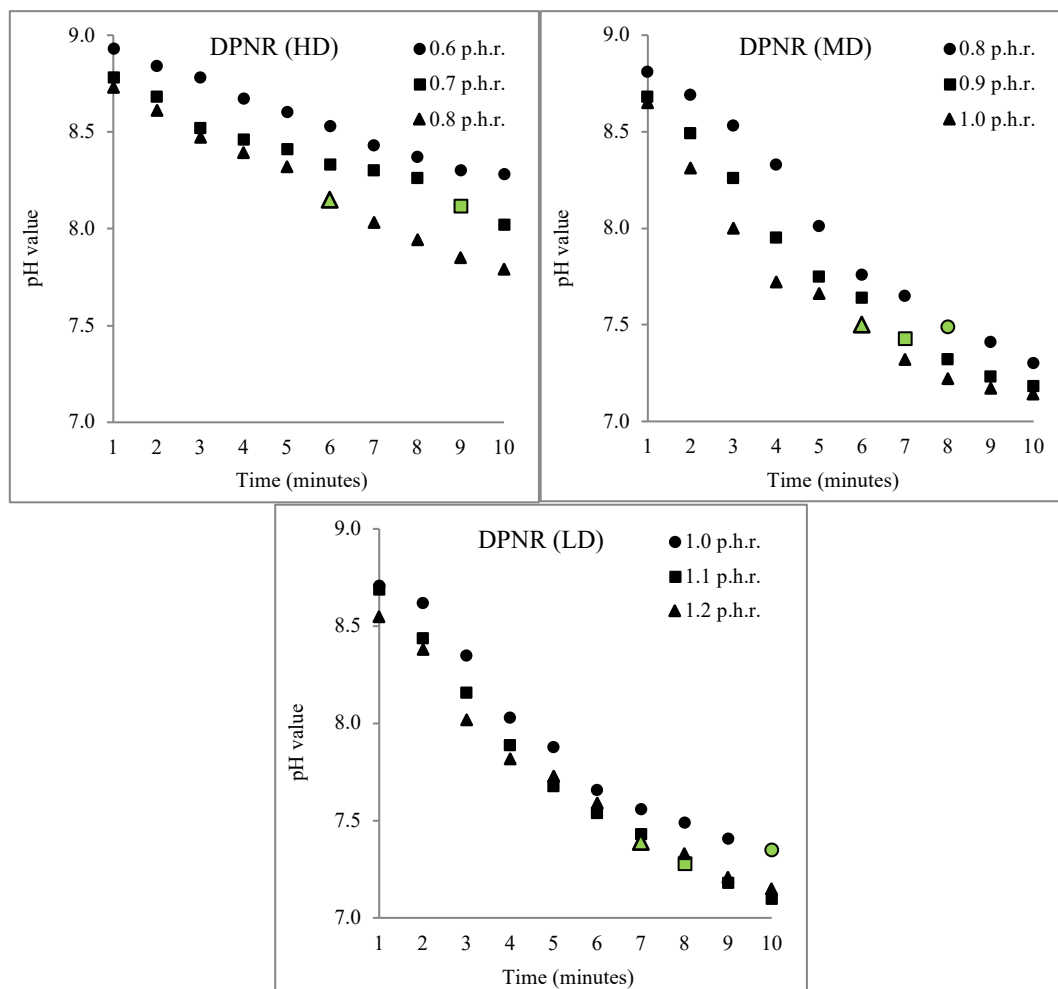 DPNR (HD)
0.6 p.h.r.
0.7 p.h.r.
0.8 p.h.r.
9.0
8.5
8.0
7.5
7.0
pH value
1 2 3 4 5 6 7 8 9 10
Time (minutes)
DPNR (MD)
0.8 p.h.r.
0.9 p.h.r.
1.0 p.h.r.
9.0
8.5
8.0
7.5
7.0
pH value
1 2 3 4 5 6 7 8 9 10
Time (minutes)
DPNR (LD)
1.0 p.h.r.
1.1 p.h.r.
1.2 p.h.r.
9.0
8.5
8.0
7.5
7.0
pH value
1 2 3 4 5 6 7 8 9 10
Time (minutes)